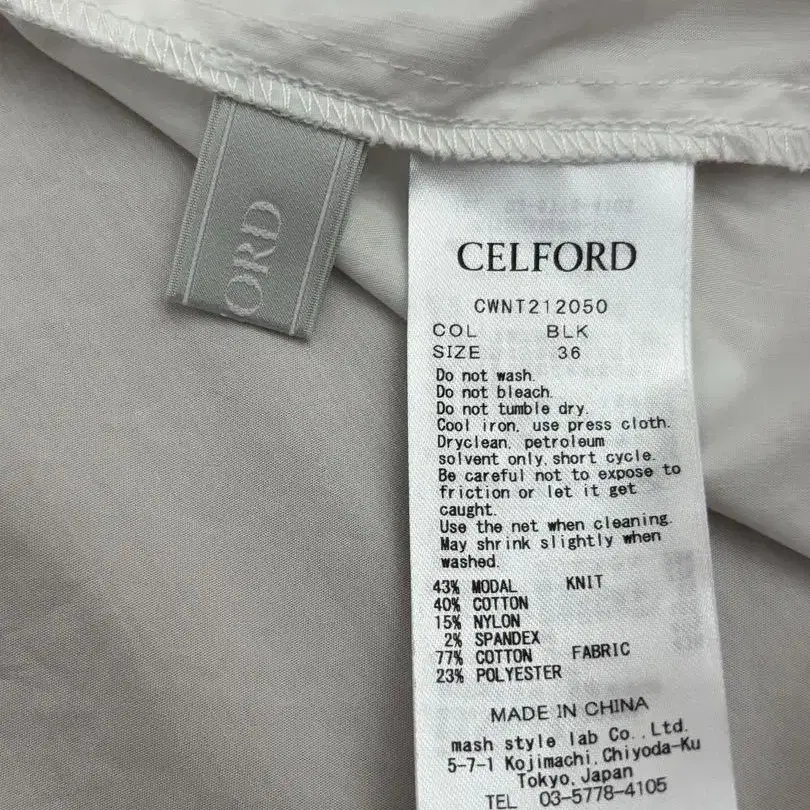 ORD
CELFORD
CWNT212050
COL BLK
SIZE 36
Do not wash.
Do not bleach.
Do not tumble dry.
Cool iron, use press cloth.
Dryclean, petroleum
solvent only,short cycle.
Be careful not to expose to
friction or let it get
caught.
Use the net when cleaning.
May shrink slightly when
washed.
43% MODAL KNIT
40% COTTON
15% NYLON
2% SPANDEX
77% COTTON FABRIC
23% POLYESTER
MADE IN CHINA
mash style lab Co.,Ltd.
5-7-1 Kojimachi,Chiyoda-Ku
Tokyo,Japan
TEL 03-5778-4105